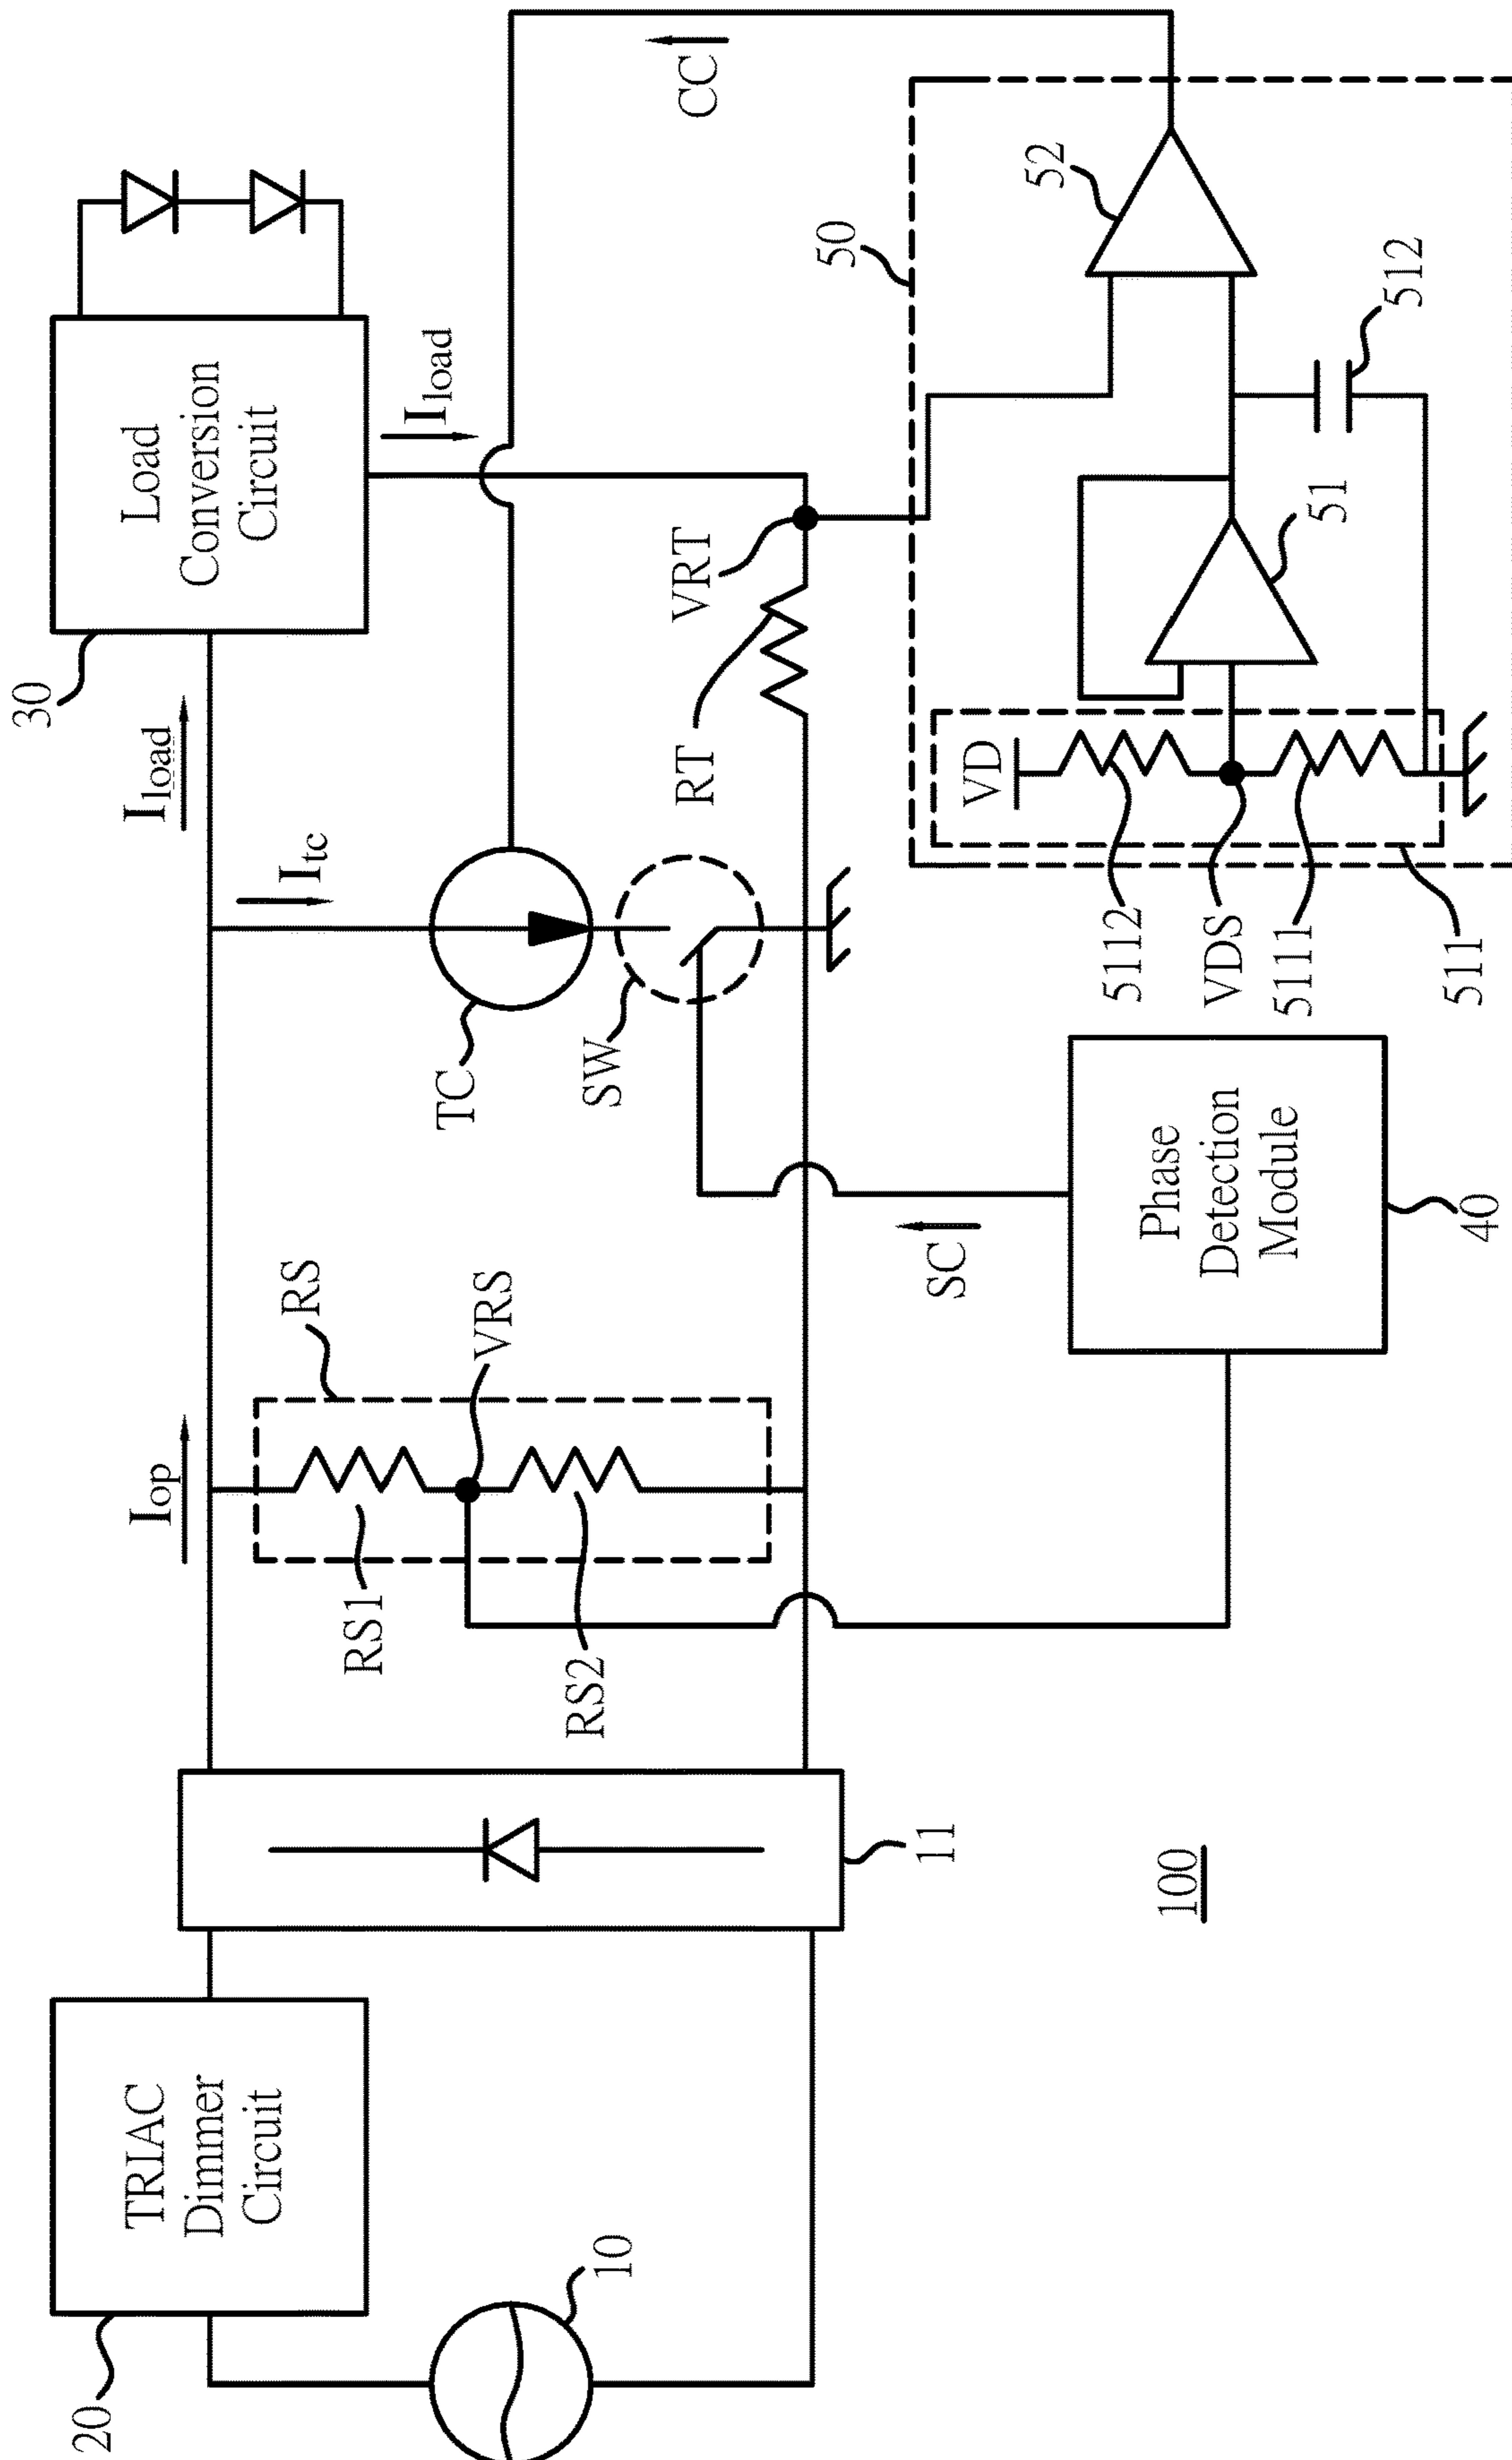 20
TRIAC
Dimmer
Circuit
10
11
100
Iop
RS
RS1
VRS
RS2
SC
Phase
Detection
Module
40
Iload
Itc
TC
SW
30
Load
Conversion
Circuit
Iload
RT
VRT
CC
50
52
512
51
VD
5112
VDS
5111
511